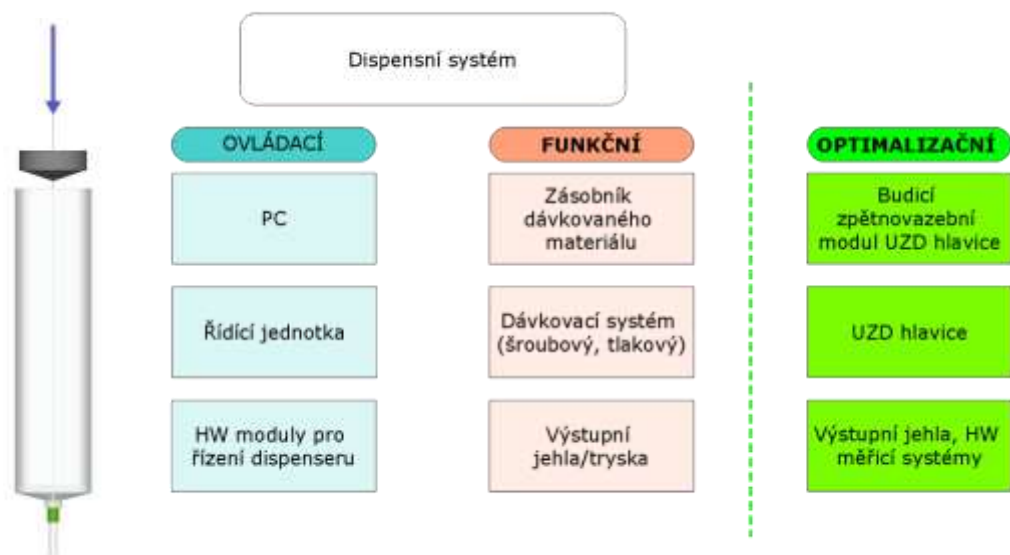 Dispensní systém
OVLÁDACÍ
FUNKČNÍ
OPTIMALIZAČNÍ
PC
Zásobník
dávkovaného
materiálu
Budicí
zpětnovazební
modul UZD hlavice
Řídící jednotka
Dávkovací systém
(šroubový, tlakový)
UZD hlavice
HW moduly pro
řízení dispenseru
Výstupní
jehla/tryska
Výstupní jehla, HW
měřicí systémy